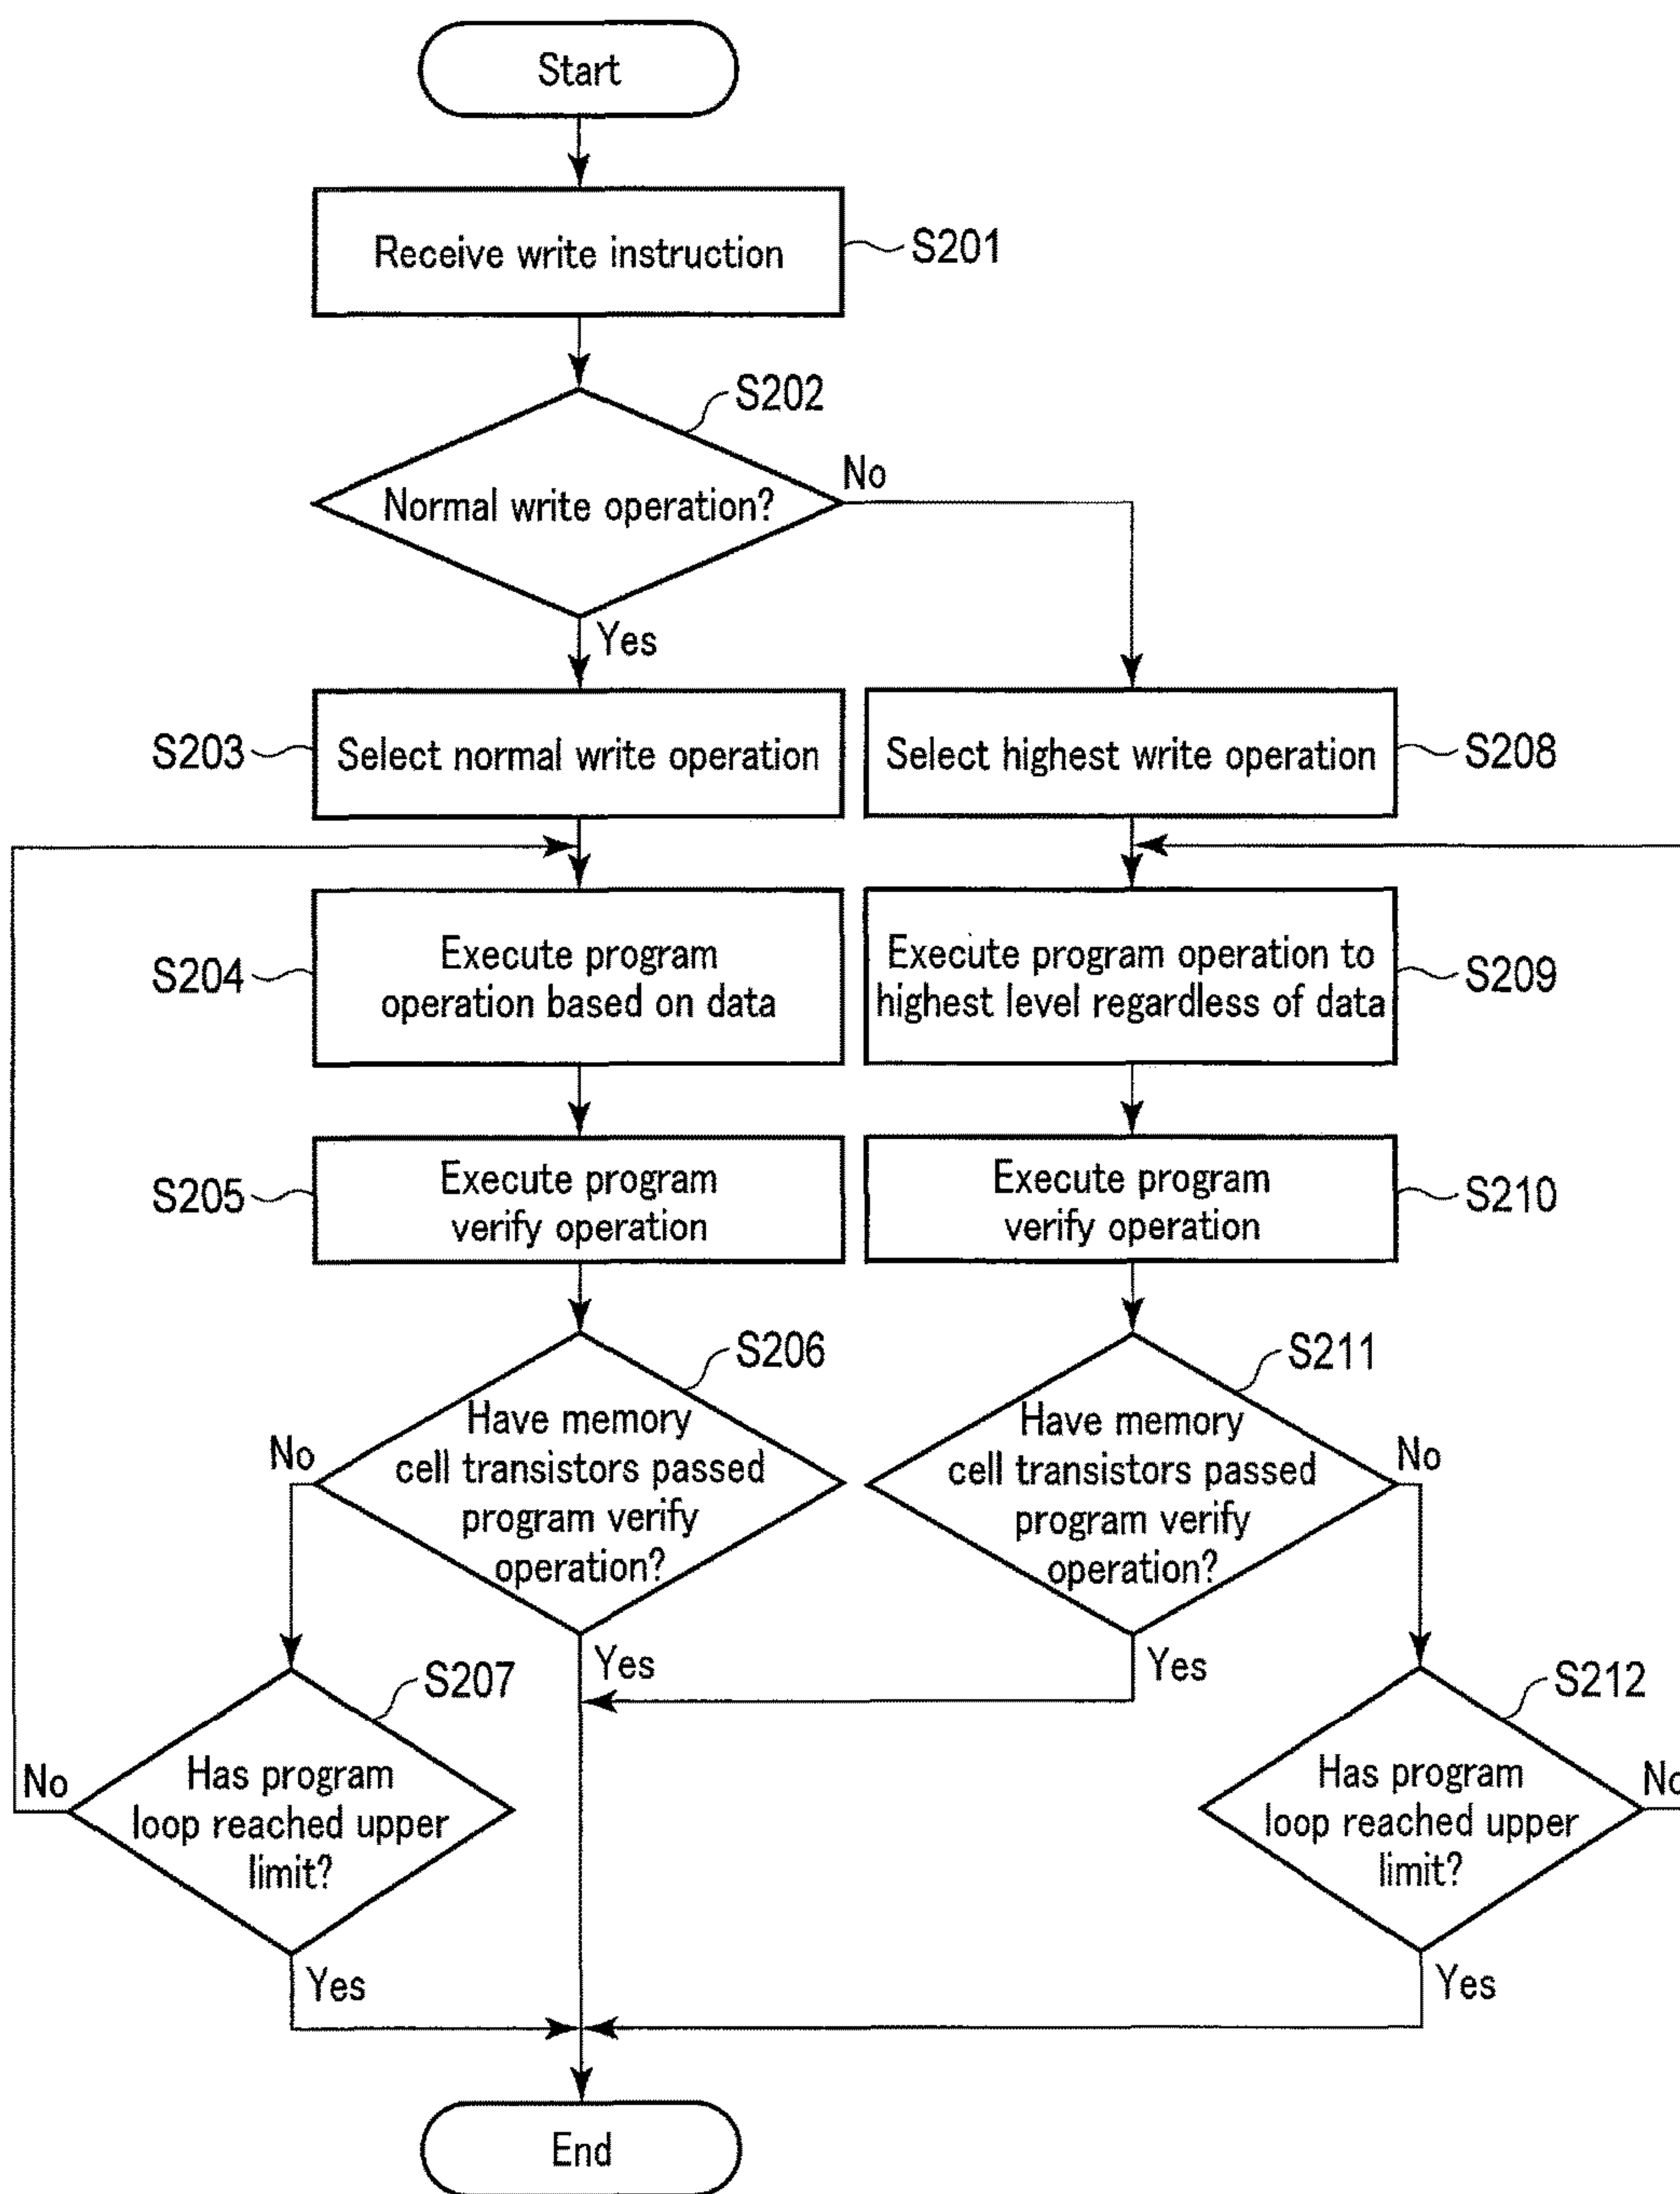 Start
Receive write instruction
S201
S202
Normal write operation?
No
Yes
S203
Select normal write operation
Select highest write operation
S208
S204
Execute program
operation based on data
Execute program operation to
highest level regardless of data
S209
S205
Execute program
verify operation
Execute program
verify operation
S210
S206
Have memory
cell transistors passed
program verify
operation?
No
Yes
S211
Have memory
cell transistors passed
program verify
operation?
No
Yes
S207
Has program
loop reached upper
limit?
No
Yes
S212
Has program
loop reached upper
limit?
No
Yes
End